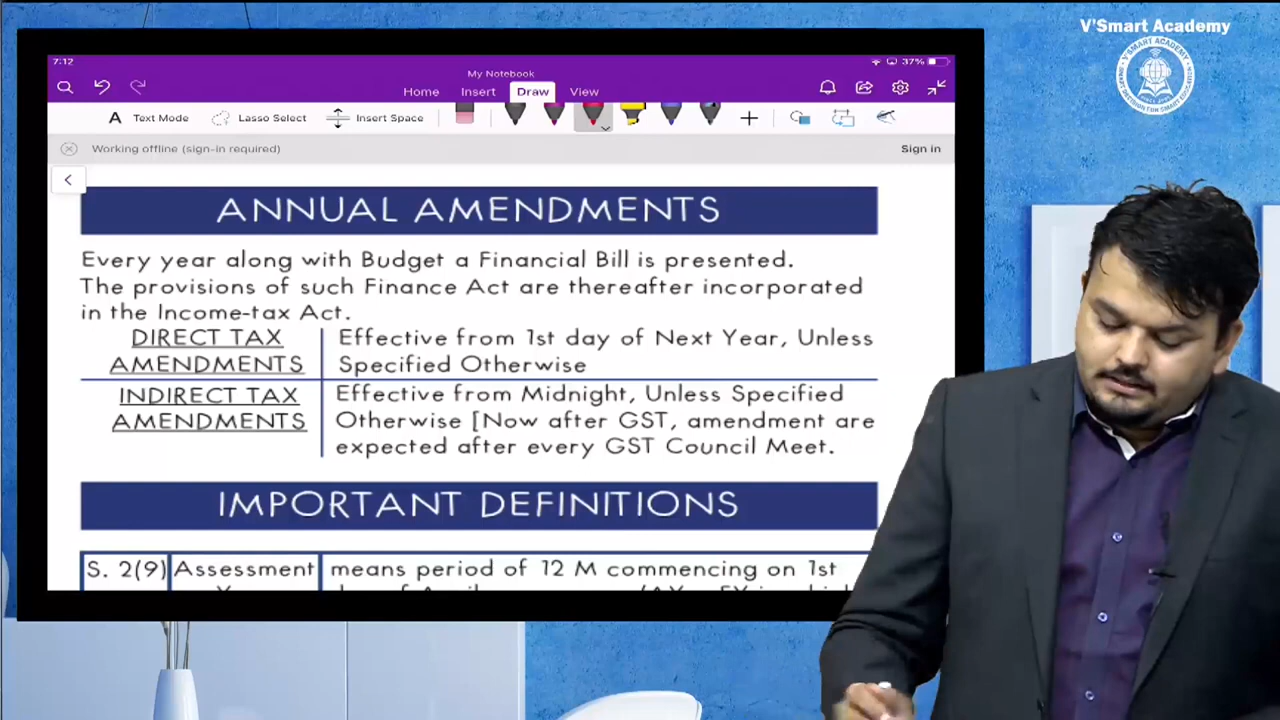 V'Smart Academy
7:12
37%
My Notebook
Home Insert Draw View
Text Mode Lasso Select Insert Space
Working offline (sign-in required) Sign in
ANNUAL AMENDMENTS
Every year along with Budget a Financial Bill is presented.
The provisions of such Finance Act are thereafter incorporated
in the Income-tax Act.
DIRECT TAX
AMENDMENTS
Effective from 1st day of Next Year, Unless
Specified Otherwise
INDIRECT TAX
AMENDMENTS
Effective from Midnight, Unless Specified
Otherwise [Now after GST, amendment are
expected after every GST Council Meet.
IMPORTANT DEFINITIONS
S. 2(9) Assessment means period of 12 M commencing on 1st